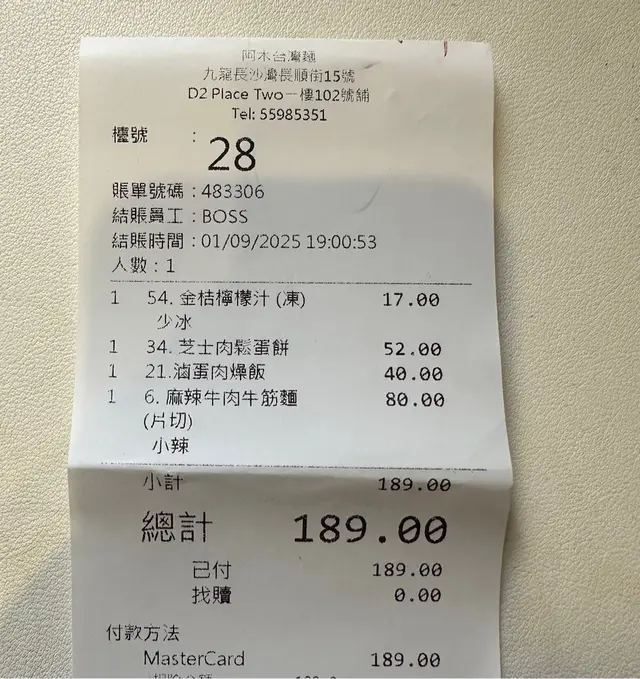 阿木台灣麵
九龍長沙灣長順街15號
D2 Place Two一樓102號舖
Tel: 55985351
檯號 : 28
賬單號碼 : 483306
結賬員工 : BOSS
結賬時間 : 01/09/2025 19:00:53
人數 : 1
1 54. 金桔檸檬汁 (凍) 17.00
少冰
1 34. 芝士肉鬆蛋餅 52.00
1 21.滷蛋肉燥飯 40.00
1 6. 麻辣牛肉牛筋麵 80.00
(片切)
小辣
小計 189.00
總計 189.00
已付 189.00
找贖 0.00
付款方法
MasterCard 189.00